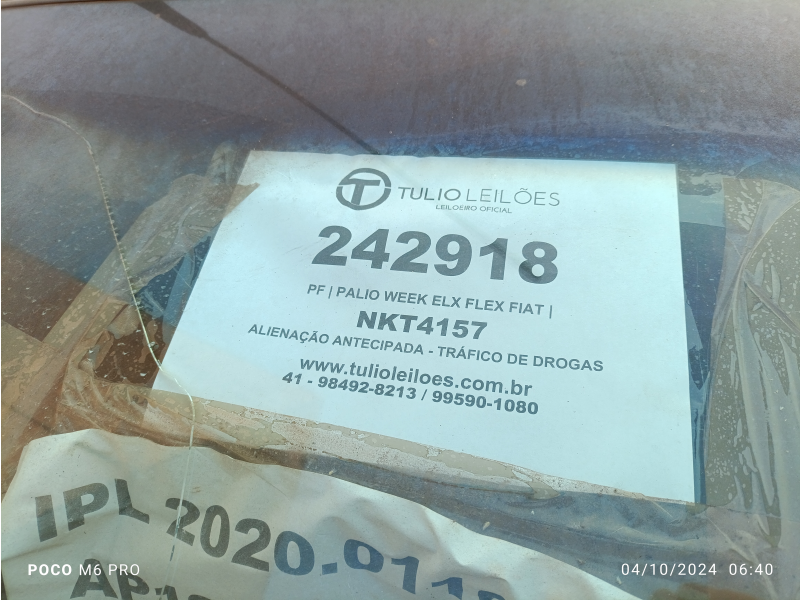 TULIO LEILÕES
LEILOEIRO OFICIAL
242918
PF | PALIO WEEK ELX FLEX FIAT |
NKT4157
ALIENAÇÃO ANTECIPADA - TRÁFICO DE DROGAS
www.tulioleiloes.com.br
41 - 98492-8213 / 99590-1080
IPL 2020.011
POCO M6 PRO
04/10/2024 06:40